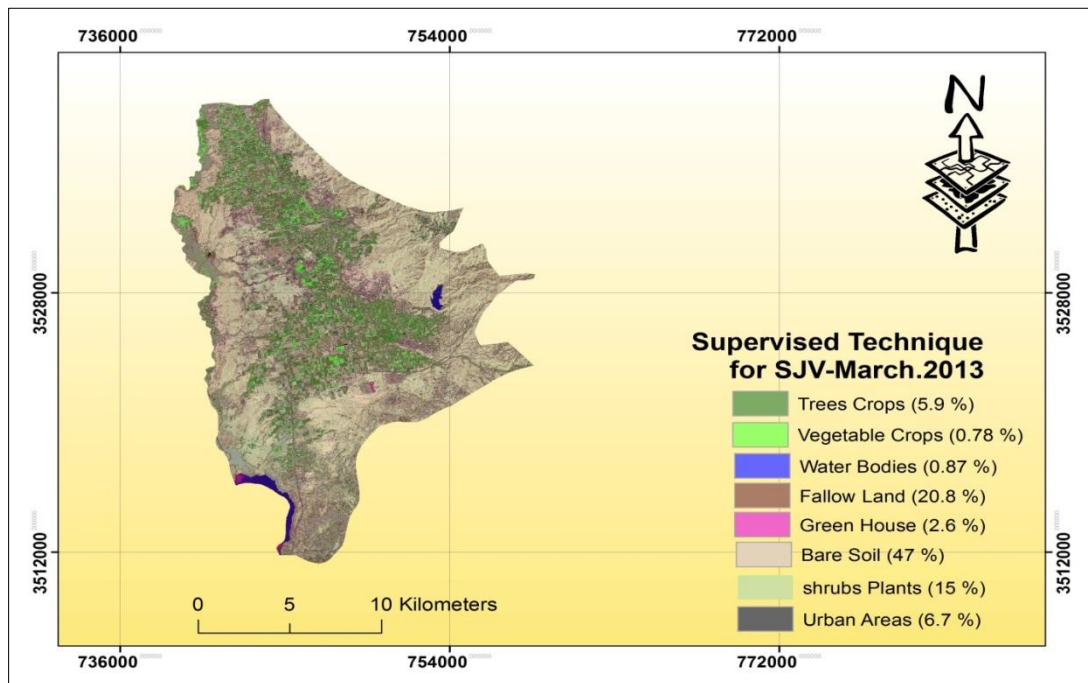 736000 754000 772000
N
3528000 3528000
Supervised Technique
for SJV-March.2013
Trees Crops (5.9 %)
Vegetable Crops (0.78 %)
Water Bodies (0.87 %)
Fallow Land (20.8 %)
Green House (2.6 %)
Bare Soil (47 %)
shrubs Plants (15 %)
Urban Areas (6.7 %)
3512000 3512000
0 5 10 Kilometers
736000 754000 772000